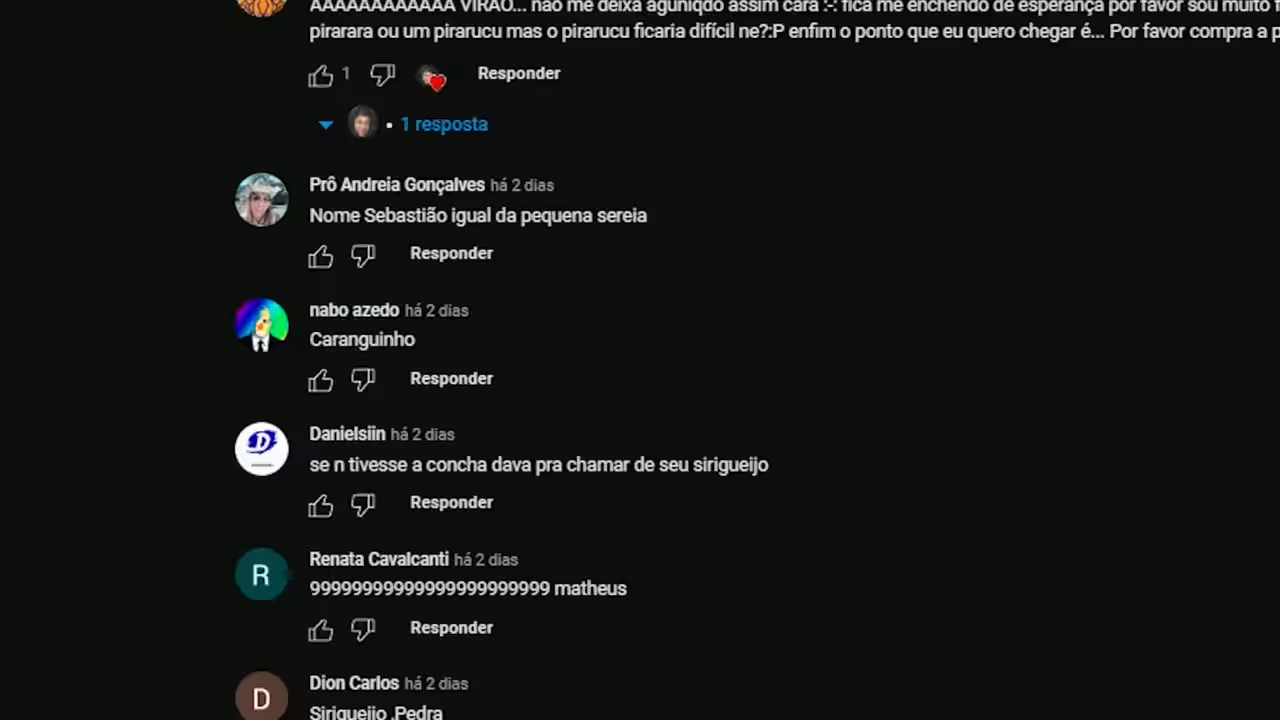 AAAAAAAAAAAA VIRÃO... não me deixa aguniqdo assim cara :-: fica me enchendo de esperança por favor sou muito f
pirarara ou um pirarucu mas o pirarucu ficaria difícil ne?:P enfim o ponto que eu quero chegar é... Por favor compra a p
1 Responder
• 1 resposta
Prô Andreia Gonçalves há 2 dias
Nome Sebastião igual da pequena sereia
Responder
nabo azedo há 2 dias
Caranguinho
Responder
D
Danielsiin há 2 dias
se n tivesse a concha dava pra chamar de seu sirigueijo
Responder
R
Renata Cavalcanti há 2 dias
99999999999999999999999 matheus
Responder
D
Dion Carlos há 2 dias
Sirigueijo ,Pedra